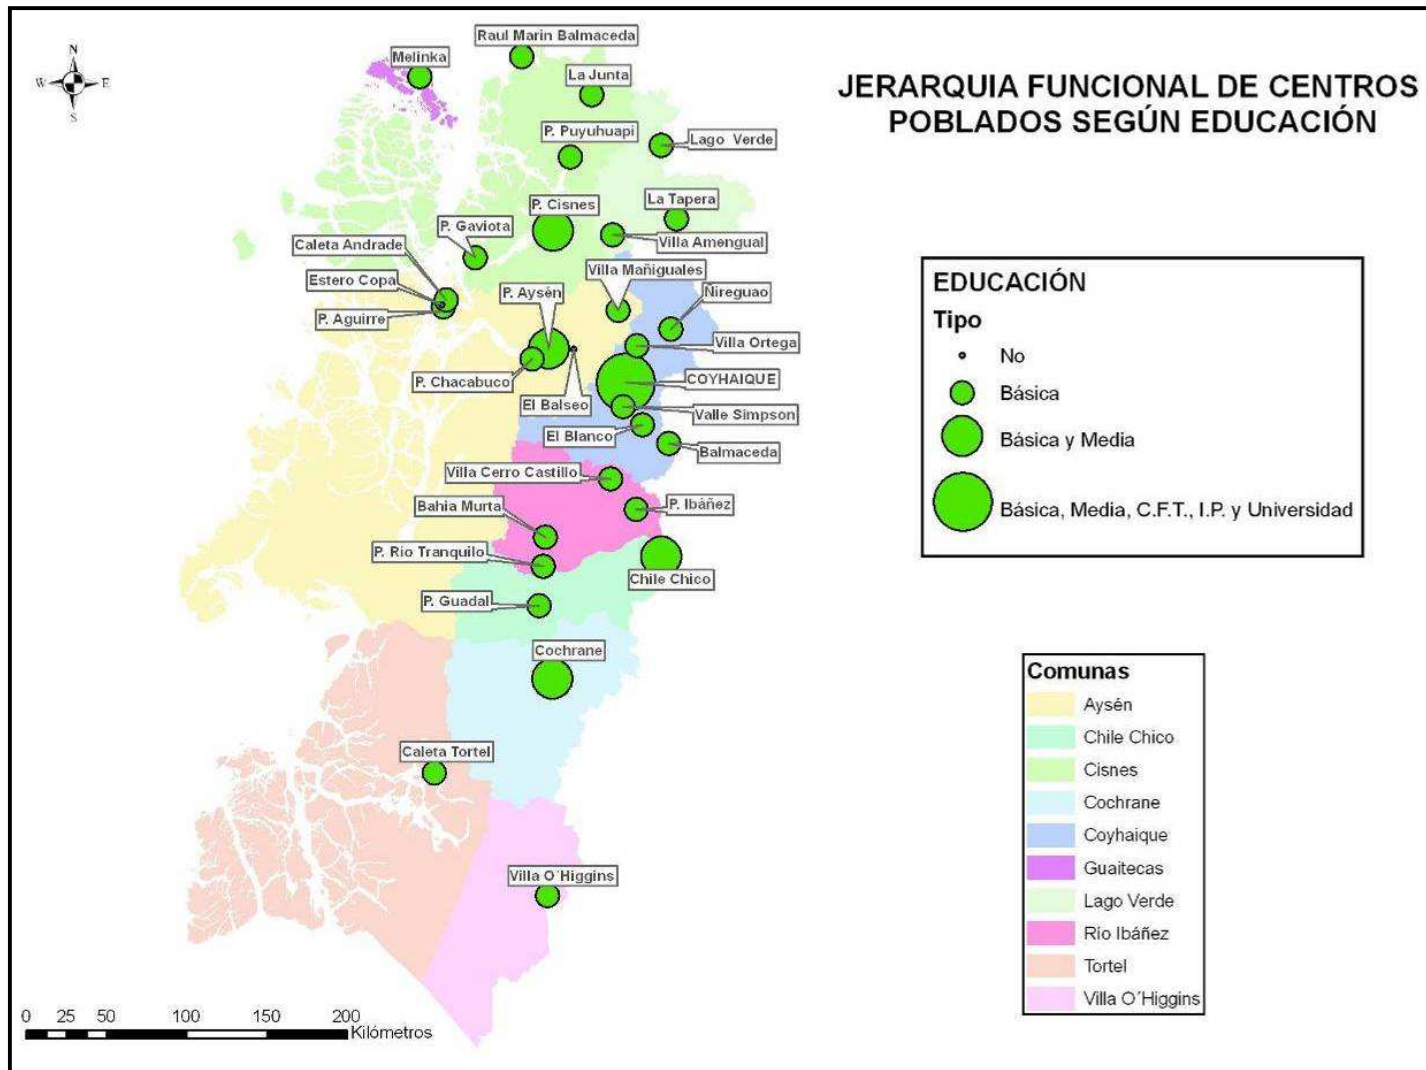 JERARQUIA FUNCIONAL DE CENTROS
POBLADOS SEGÚN EDUCACIÓN
N
W
E
S
Melinka
Raul Marin Balmaceda
La Junta
P. Puyuhuapi
Lago Verde
La Tapera
P. Cisnes
P. Gaviota
Villa Amengual
Caleta Andrade
Estero Copa
P. Aguirre
Villa Mañiguales
P. Aysén
Ñireguao
Villa Ortega
P. Chacabuco
COYHAIQUE
El Balseo
Valle Simpson
El Blanco
Balmaceda
Villa Cerro Castillo
Bahia Murta
P. Ibáñez
P. Río Tranquilo
Chile Chico
P. Guadal
Cochrane
Caleta Tortel
Villa O´Higgins
EDUCACIÓN
Tipo
No
Básica
Básica y Media
Básica, Media, C.F.T., I.P. y Universidad
Comunas
Aysén
Chile Chico
Cisnes
Cochrane
Coyhaique
Guaitecas
Lago Verde
Río Ibáñez
Tortel
Villa O´Higgins
0 25 50 100 150 200
Kilómetros